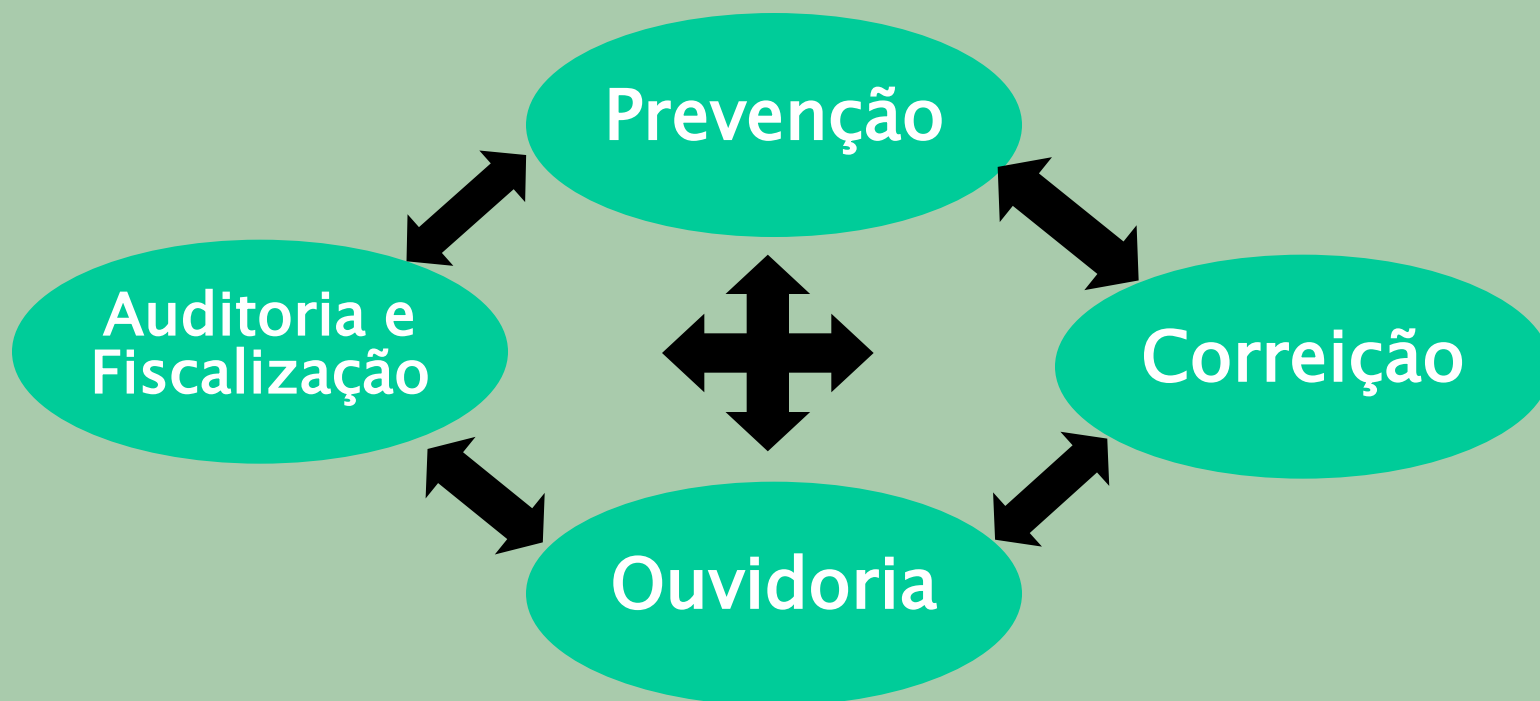 Prevenção
Auditoria e
Fiscalização
Correição
Ouvidoria